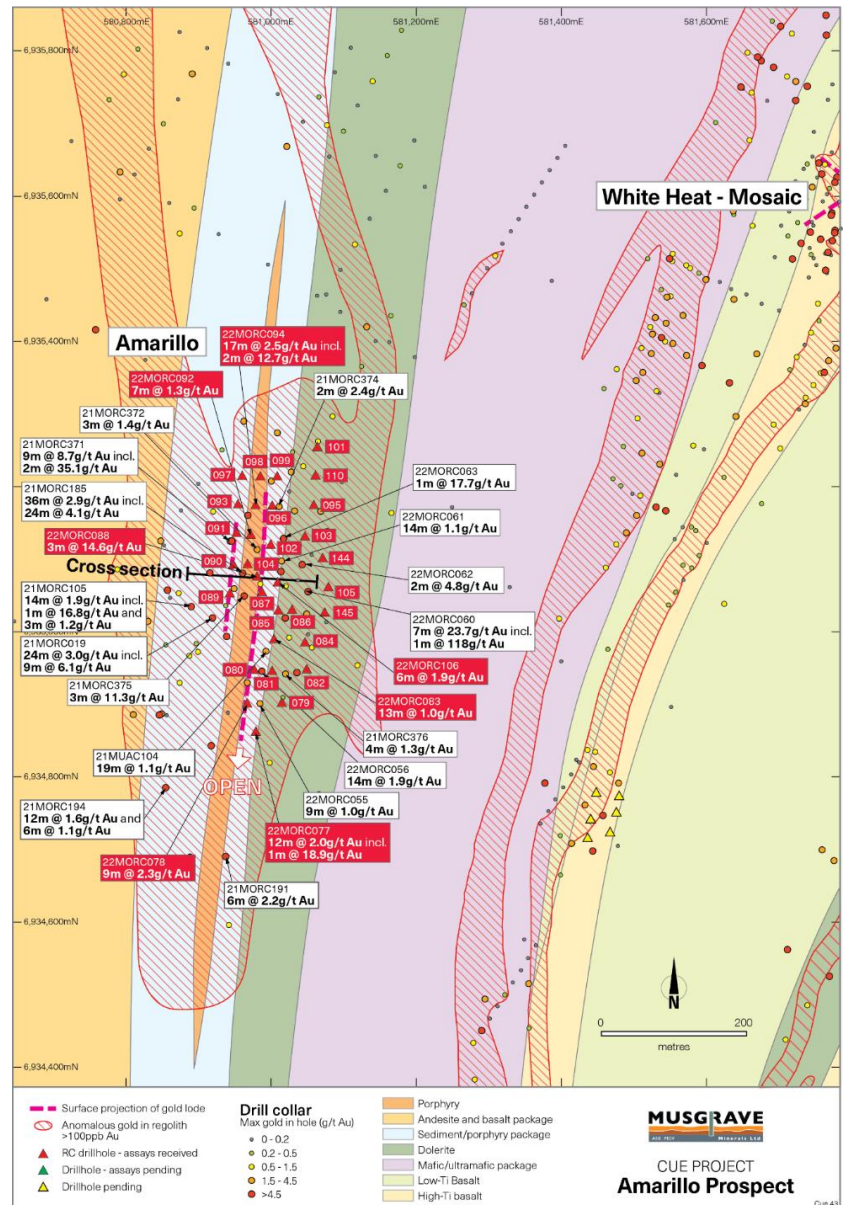 580,800mE
581,000mE
581,200mE
581,400mE
581,600mE
6,935,800mN
6,935,600mN
White Heat - Mosaic
6,935,400mN
Amarillo
22MORC094
17m @ 2.5g/t Au incl.
2m @ 12.7g/t Au
22MORC092
7m @ 1.3g/t Au
21MORC374
2m @ 2.4g/t Au
21MORC372
3m @ 1.4g/t Au
21MORC371
9m @ 8.7g/t Au incl.
2m @ 35.1g/t Au
21MORC185
36m @ 2.9g/t Au incl.
24m @ 4.1g/t Au
22MORC088
3m @ 14.6g/t Au
Cross section
21MORC105
14m @ 1.9g/t Au incl.
1m @ 16.8g/t Au and
3m @ 1.2g/t Au
21MORC019
24m @ 3.0g/t Au incl.
9m @ 6.1g/t Au
21MORC375
3m @ 11.3g/t Au
21MUAC104
19m @ 1.1g/t Au
21MORC194
12m @ 1.6g/t Au and
6m @ 1.1g/t Au
22MORC078
9m @ 2.3g/t Au
21MORC191
6m @ 2.2g/t Au
22MORC063
1m @ 17.7g/t Au
22MORC061
14m @ 1.1g/t Au
22MORC062
2m @ 4.8g/t Au
22MORC060
7m @ 23.7g/t Au incl.
1m @ 118g/t Au
22MORC106
6m @ 1.9g/t Au
22MORC083
13m @ 1.0g/t Au
21MORC376
4m @ 1.3g/t Au
22MORC056
14m @ 1.9g/t Au
22MORC055
9m @ 1.0g/t Au
22MORC077
12m @ 2.0g/t Au incl.
1m @ 18.9g/t Au
101
098
099
097
110
093
095
096
091
103
102
144
090
104
089
087
105
085
086
145
084
080
081
082
079
OPEN
6,934,800mN
6,934,600mN
6,934,400mN
N
0
200
metres
Surface projection of gold lode
Anomalous gold in regolith
>100ppb Au
RC drillhole - assays received
Drillhole - assays pending
Drillhole pending
Drill collar
Max gold in hole (g/t Au)
0 - 0.2
0.2 - 0.5
0.5 - 1.5
1.5 - 4.5
>4.5
Porphyry
Andesite and basalt package
Sediment/porphyry package
Dolerite
Mafic/ultramafic package
Low-Ti Basalt
High-Ti basalt
MUSGRAVE
Minerals Ltd
CUE PROJECT
Amarillo Prospect